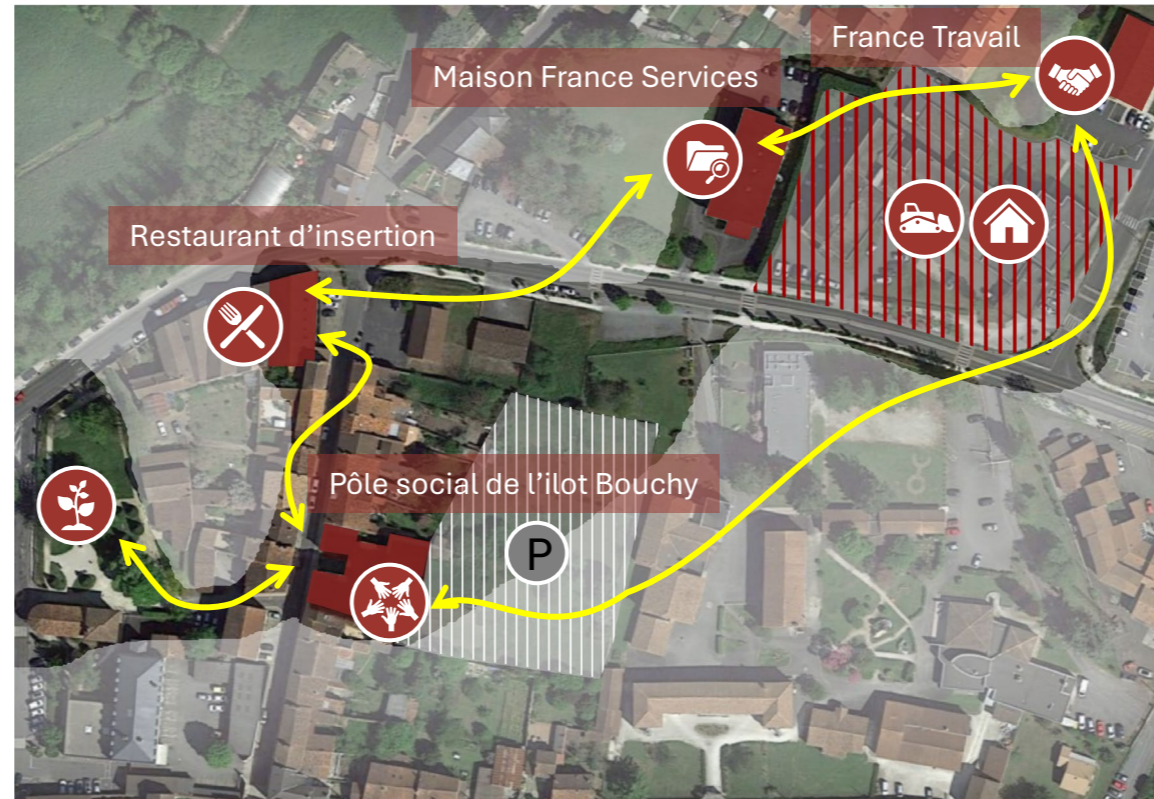 France Travail
Maison France Services
Restaurant d’insertion
Pôle social de l’ilot Bouchy
P